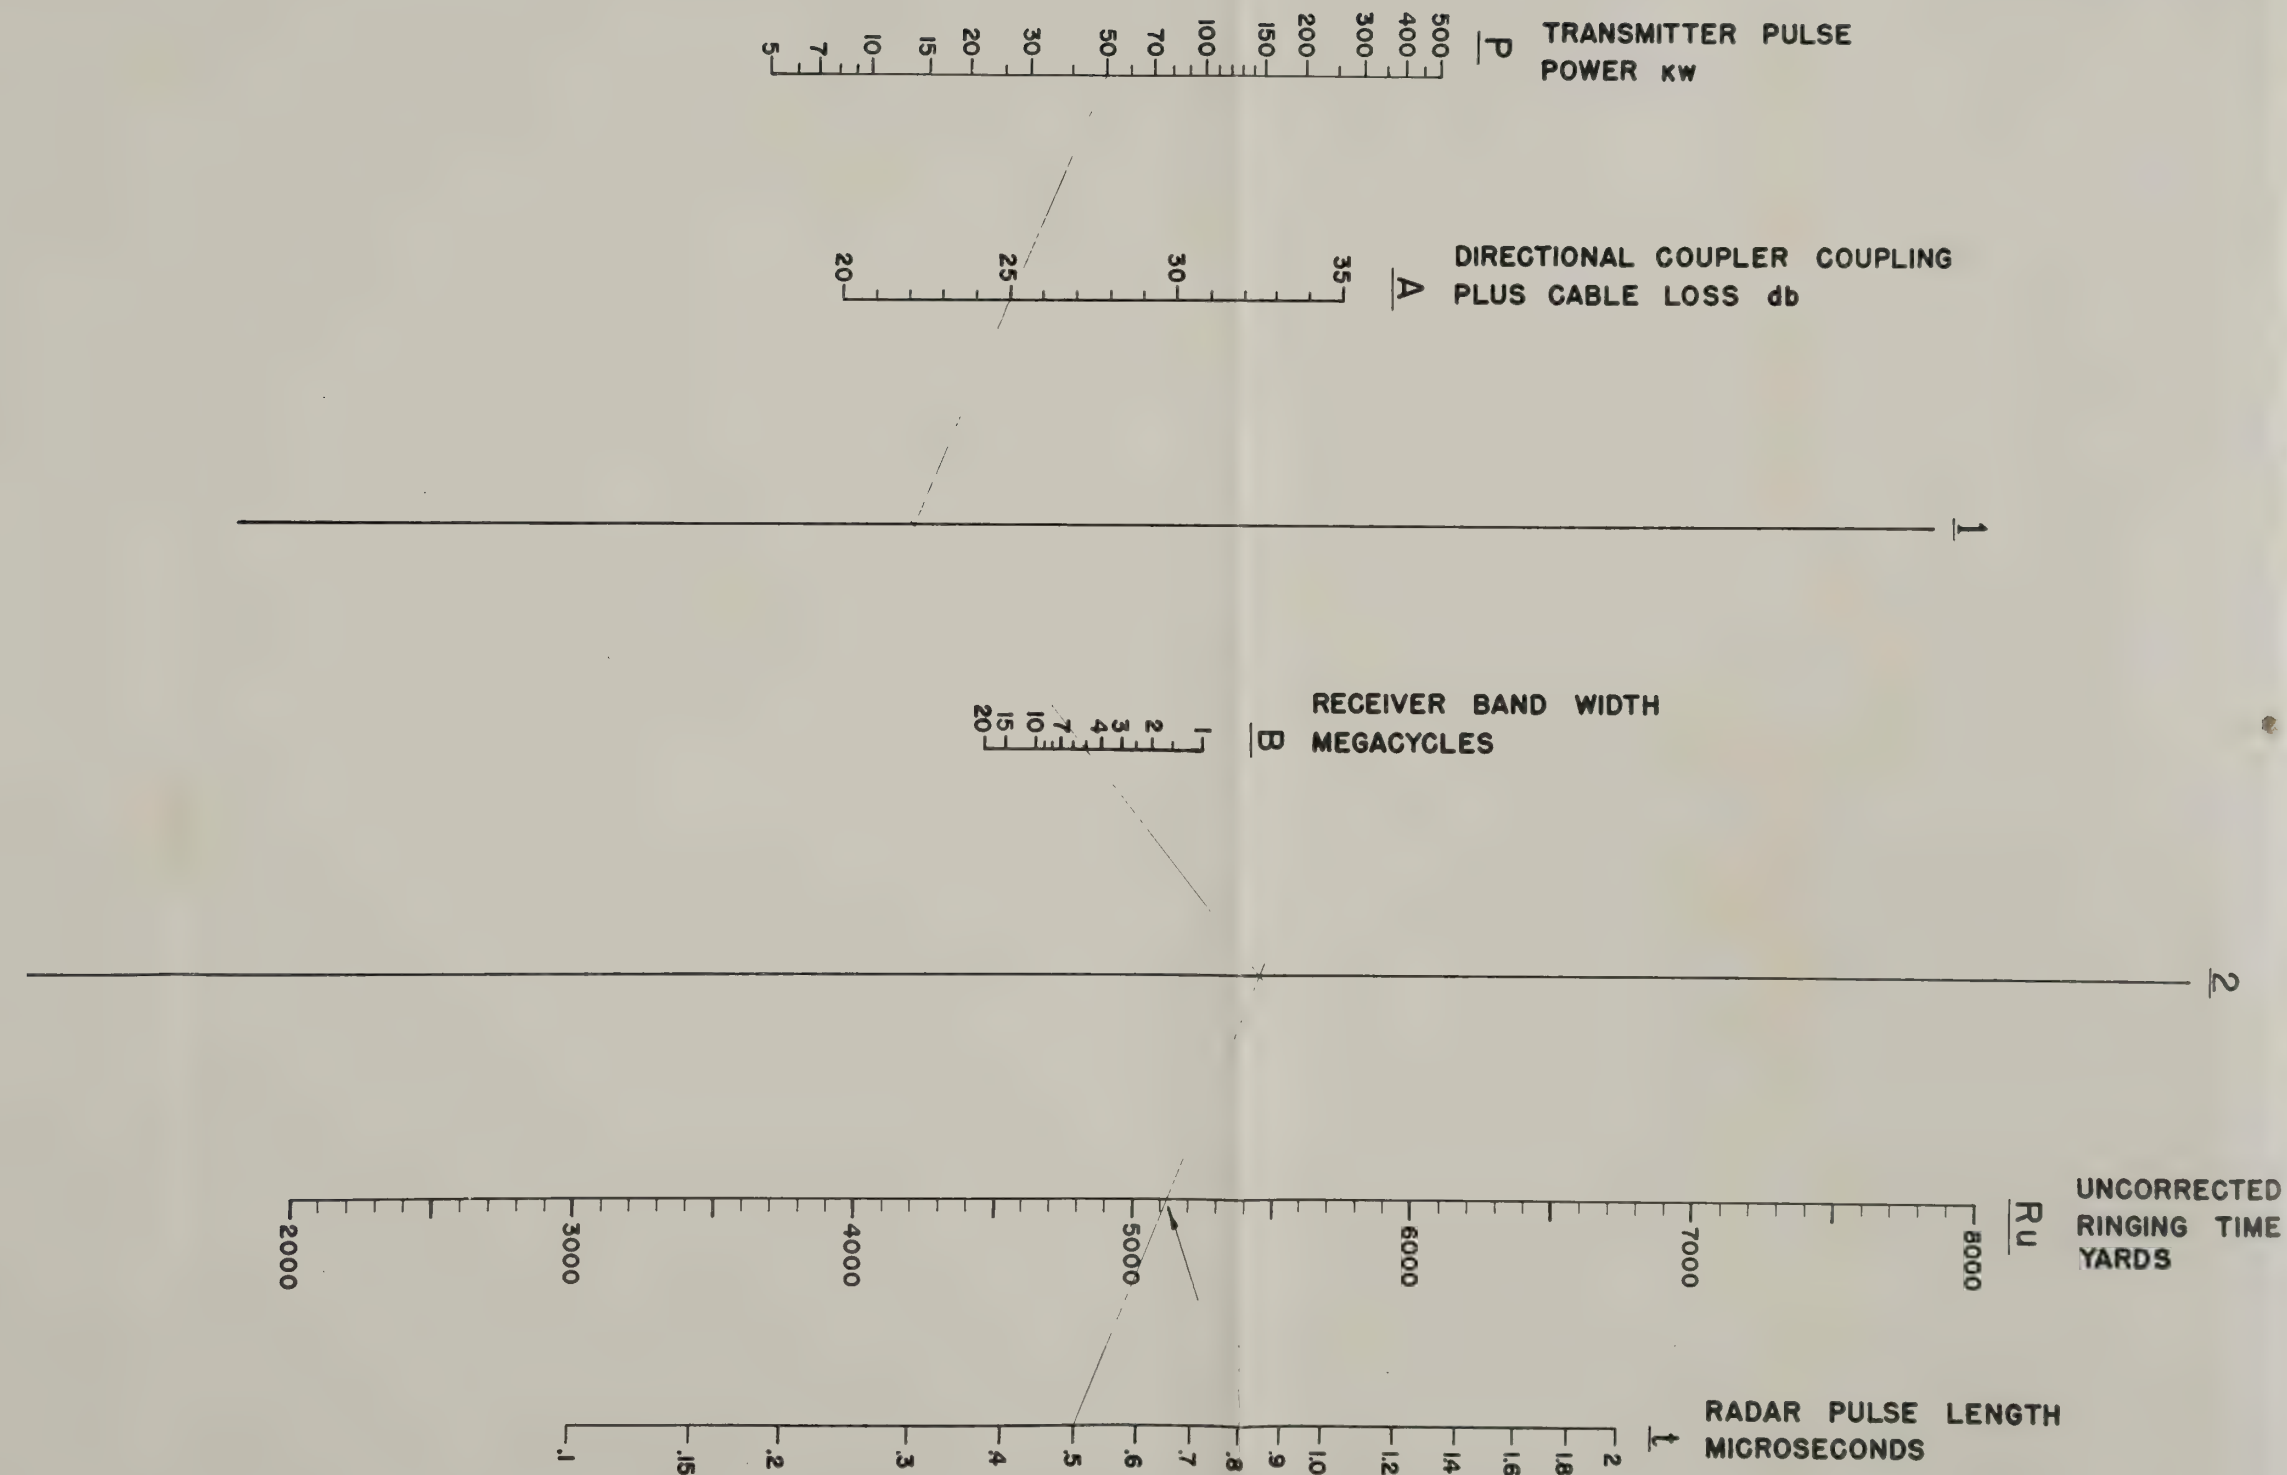 5 7 10 15 20 30 50 70 100 150 200 300 400 500
P
TRANSMITTER PULSE
POWER KW
20 25 30 35
A
DIRECTIONAL COUPLER COUPLING
PLUS CABLE LOSS db
1
20 15 10 7 4 3 2 1
B
RECEIVER BAND WIDTH
MEGACYCLES
2
2000 3000 4000 5000 6000 7000 8000
Ru
UNCORRECTED
RINGING TIME
YARDS
.1 .15 .2 .3 .4 .5 .6 .7 .8 .9 1.0 1.2 1.4 1.6 1.8 2
t
RADAR PULSE LENGTH
MICROSECONDS